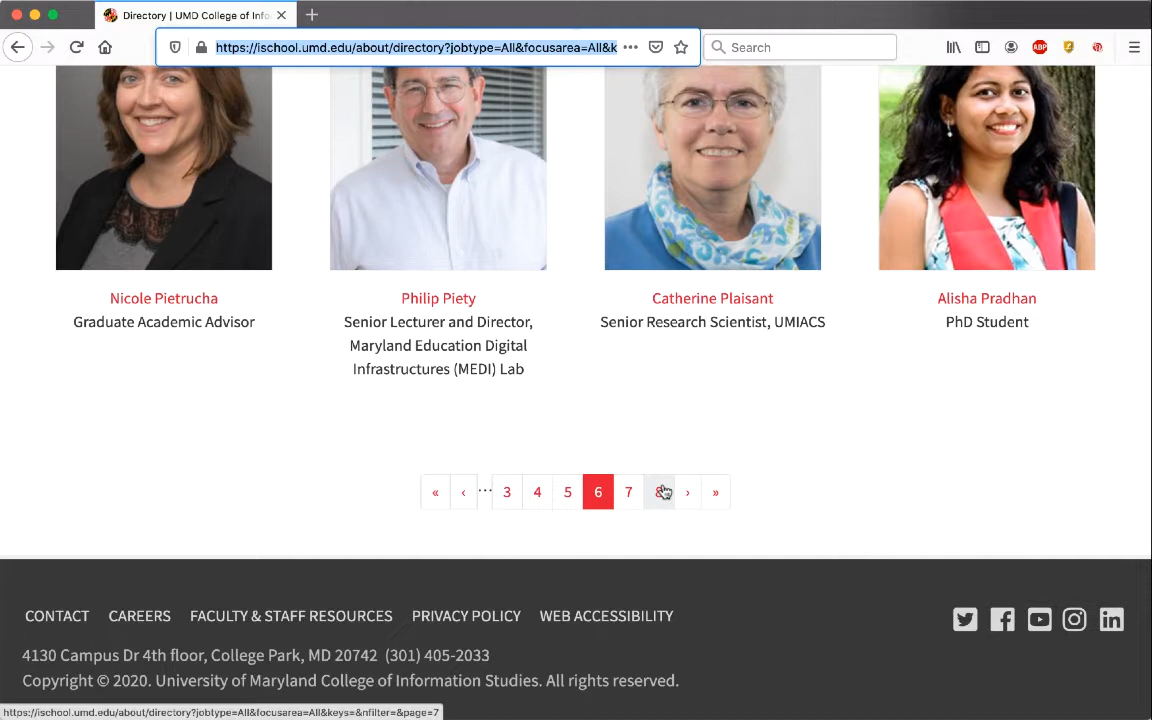 Directory | UMD College of Info
https://ischool.umd.edu/about/directory?jobtype=All&focusarea=All&k
Search
ABP
Nicole Pietrucha
Graduate Academic Advisor
Philip Piety
Senior Lecturer and Director,
Maryland Education Digital
Infrastructures (MEDI) Lab
Catherine Plaisant
Senior Research Scientist, UMIACS
Alisha Pradhan
PhD Student
« ‹ ... 3 4 5 6 7 8 › »
CONTACT CAREERS FACULTY & STAFF RESOURCES PRIVACY POLICY WEB ACCESSIBILITY
4130 Campus Dr 4th floor, College Park, MD 20742 (301) 405-2033
Copyright © 2020. University of Maryland College of Information Studies. All rights reserved.
https://ischool.umd.edu/about/directory?jobtype=All&focusarea=All&keys=&nfilter=&page=7